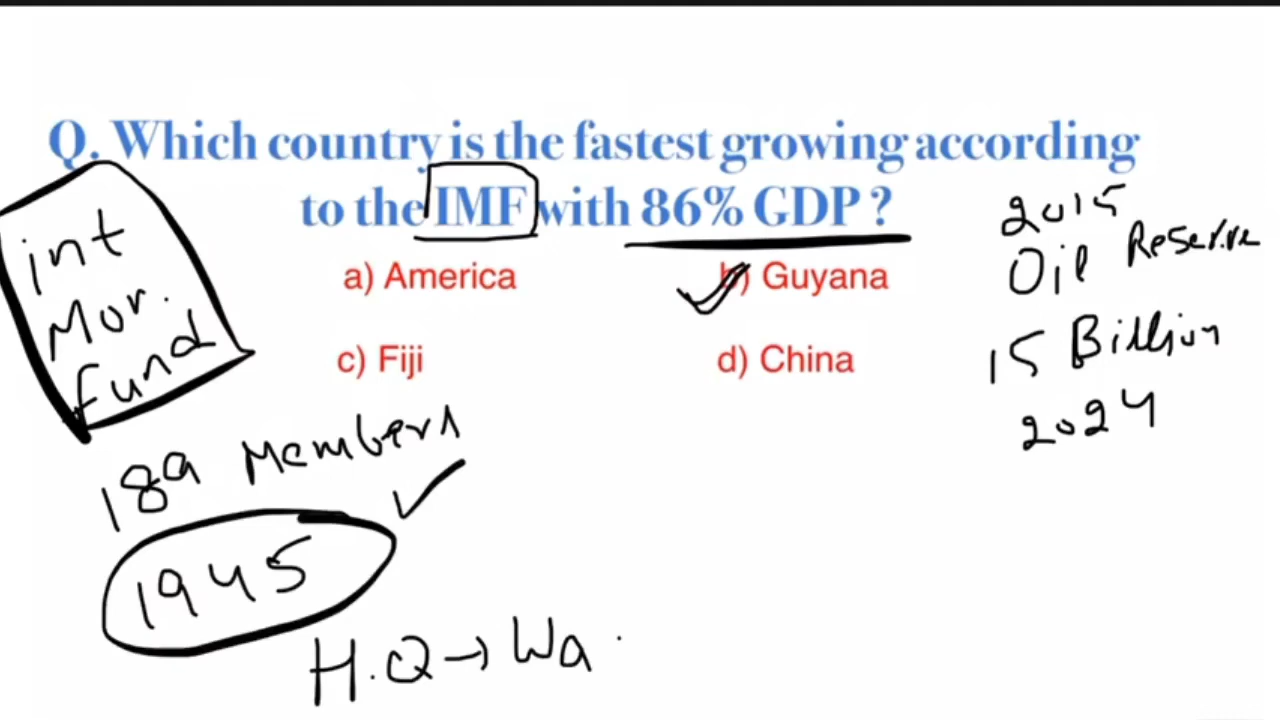 Q. Which country is the fastest growing according
to the IMF with 86% GDP ?
a) America
b) Guyana
c) Fiji
d) China
int
Mor.
fund
189 Members
1945
H.Q → Wa
2015
Oil Reserve
15 Billion
2024